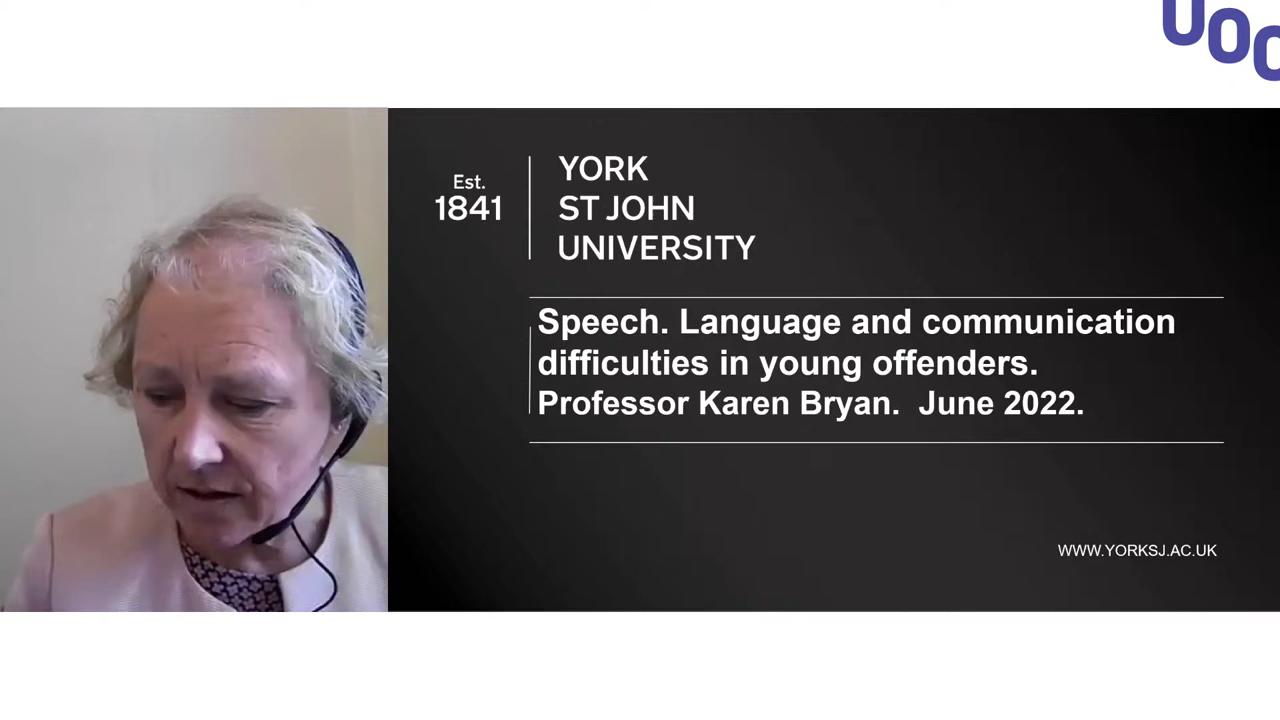 UOC
Est.
1841
YORK
ST JOHN
UNIVERSITY
Speech. Language and communication
difficulties in young offenders.
Professor Karen Bryan.  June 2022.
WWW.YORKSJ.AC.UK